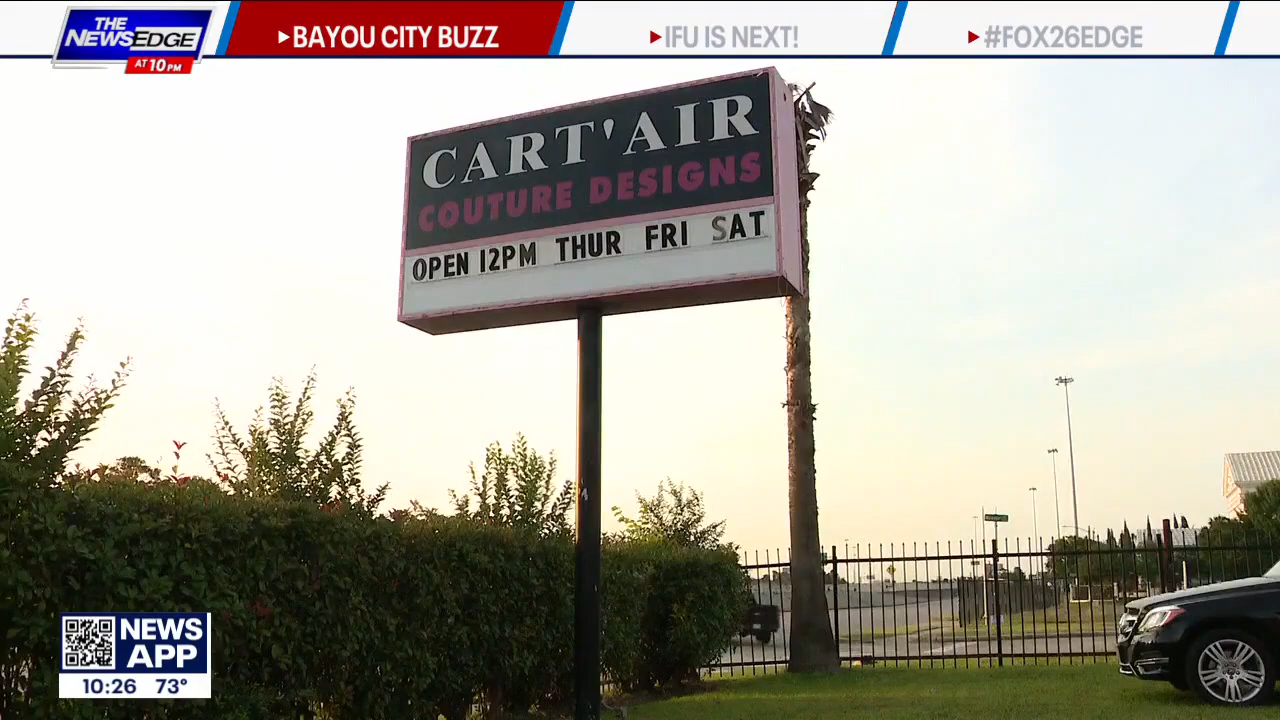 THE
NEWSEDGE
AT 10PM
▸BAYOU CITY BUZZ
▸IFU IS NEXT!
▸#FOX26EDGE
CART'AIR
COUTURE DESIGNS
OPEN 12PM THUR FRI SAT
NEWS
APP
10:26 73°